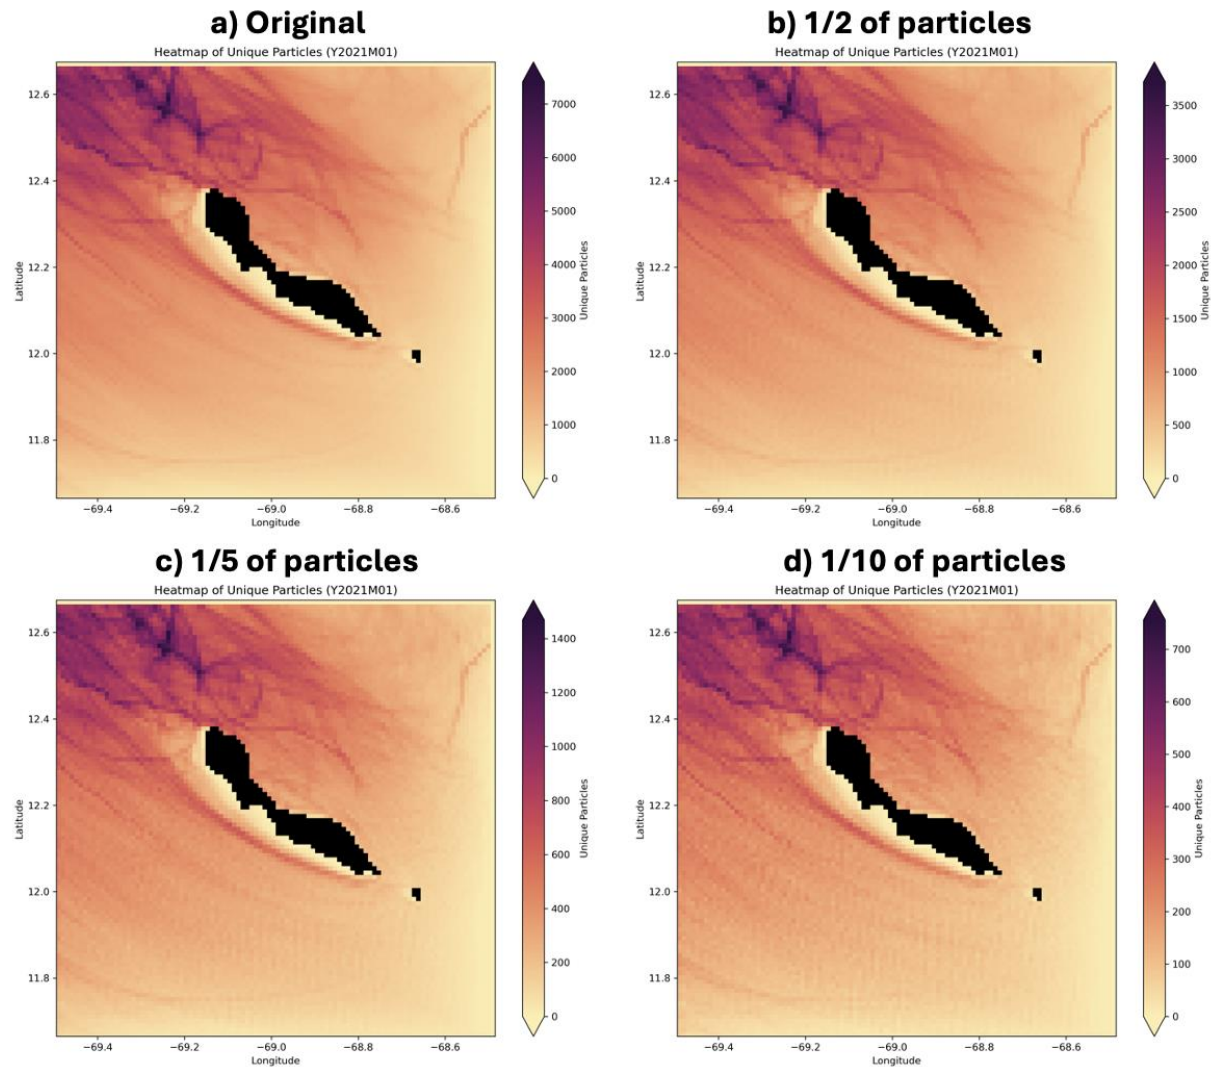 a) Original
Heatmap of Unique Particles (Y2021M01)
12.6
12.4
12.2
12.0
11.8
Latitude
−69.4 −69.2 −69.0 −68.8 −68.6
Longitude
7000
6000
5000
4000
3000
2000
1000
0
Unique Particles
b) 1/2 of particles
Heatmap of Unique Particles (Y2021M01)
12.6
12.4
12.2
12.0
11.8
Latitude
−69.4 −69.2 −69.0 −68.8 −68.6
Longitude
3500
3000
2500
2000
1500
1000
500
0
Unique Particles
c) 1/5 of particles
Heatmap of Unique Particles (Y2021M01)
12.6
12.4
12.2
12.0
11.8
Latitude
−69.4 −69.2 −69.0 −68.8 −68.6
Longitude
1400
1200
1000
800
600
400
200
0
Unique Particles
d) 1/10 of particles
Heatmap of Unique Particles (Y2021M01)
12.6
12.4
12.2
12.0
11.8
Latitude
−69.4 −69.2 −69.0 −68.8 −68.6
Longitude
700
600
500
400
300
200
100
0
Unique Particles